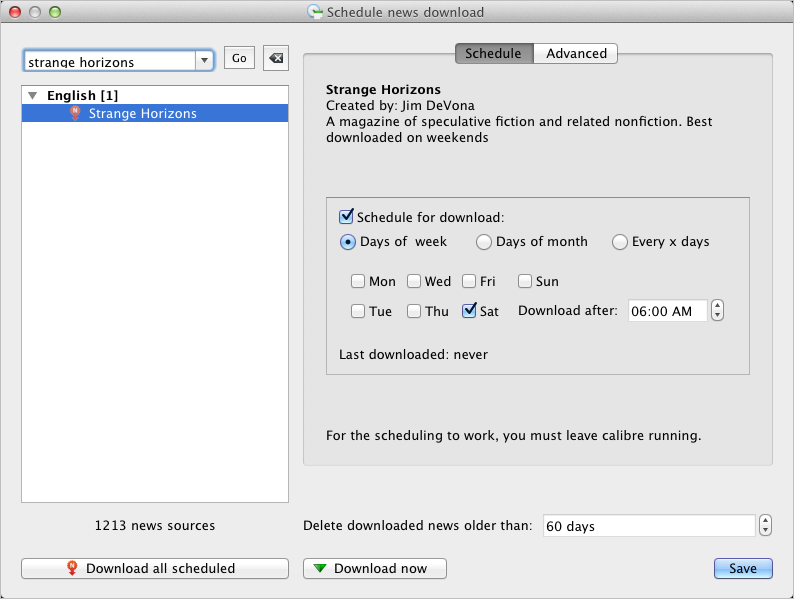 Schedule news download
strange horizons
Go
Schedule
Advanced
English [1]
Strange Horizons
Strange Horizons
Created by: Jim DeVona
A magazine of speculative fiction and related nonfiction. Best
downloaded on weekends
Schedule for download:
Days of week
Days of month
Every x days
Mon
Wed
Fri
Sun
Tue
Thu
Sat
Download after:
06:00 AM
Last downloaded: never
For the scheduling to work, you must leave calibre running.
1213 news sources
Delete downloaded news older than:
60 days
Download all scheduled
Download now
Save